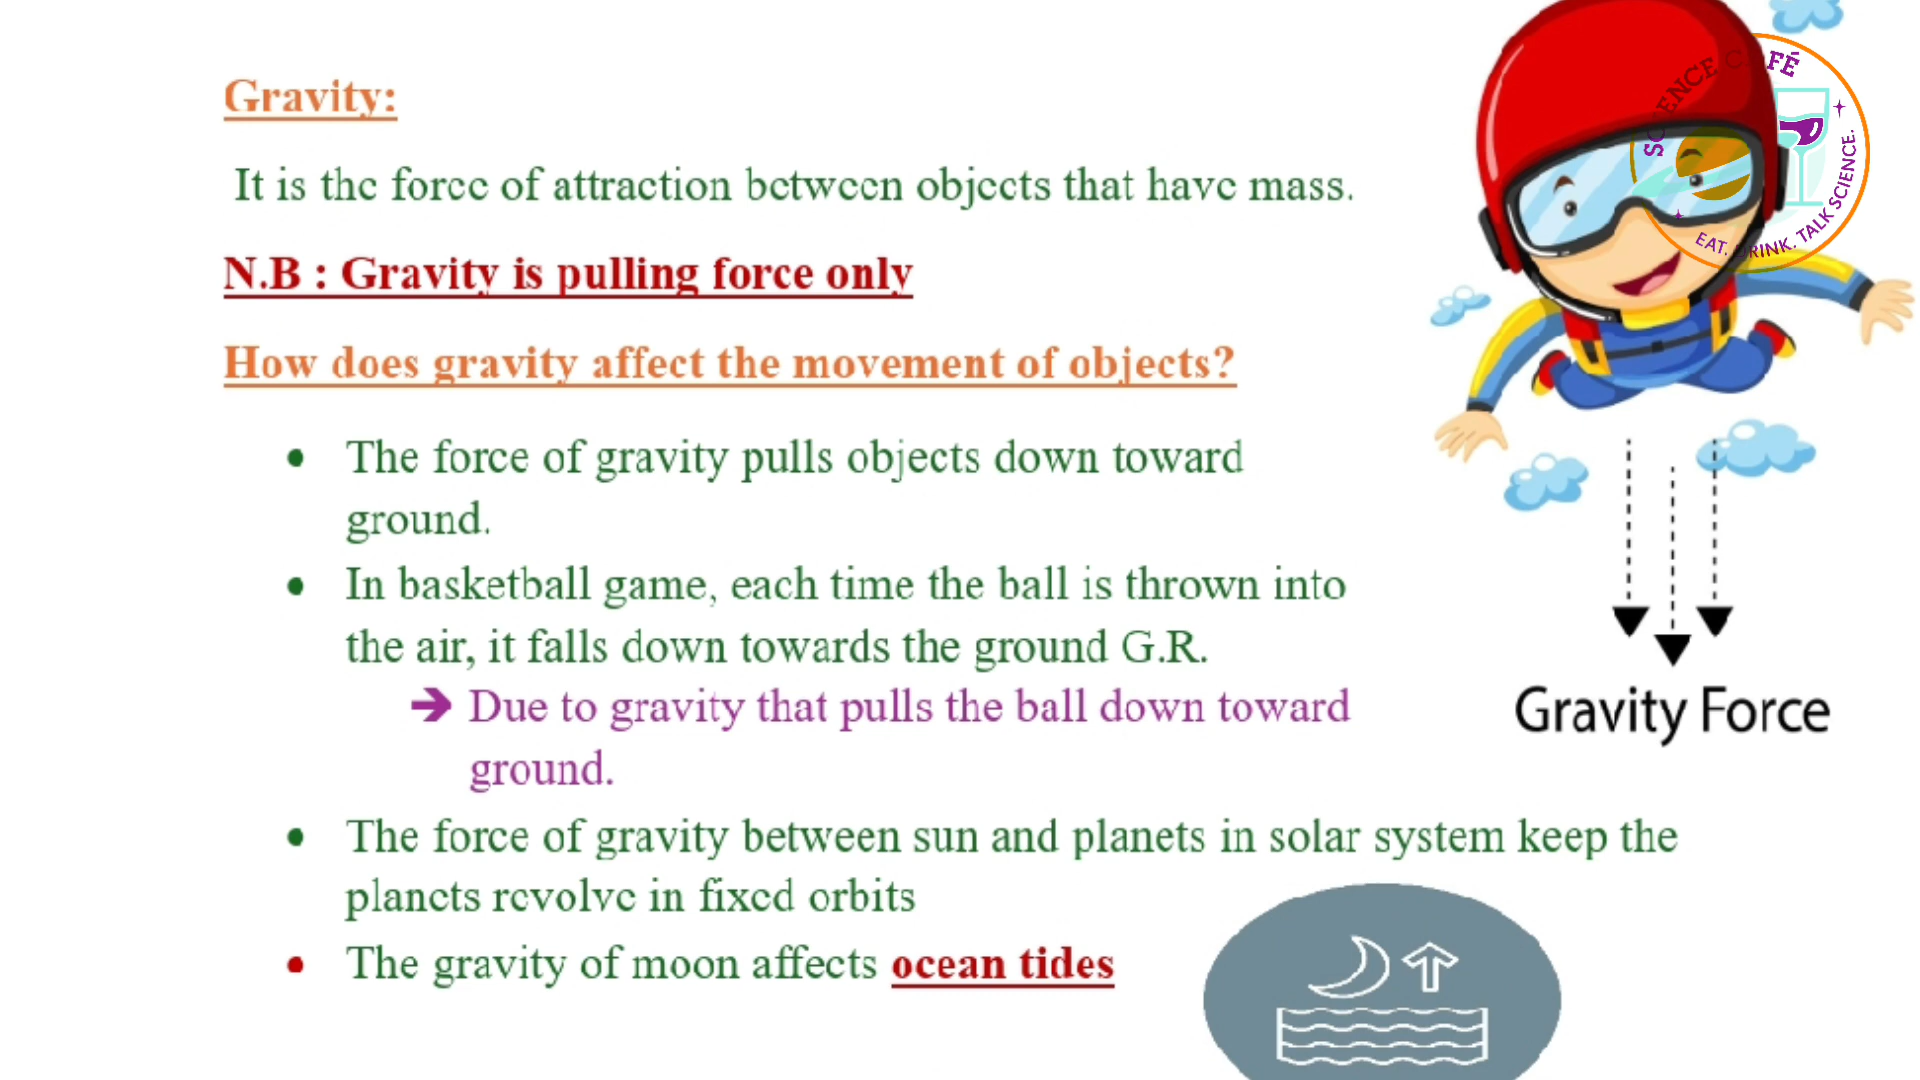 Gravity:
It is the force of attraction between objects that have mass.
N.B : Gravity is pulling force only
How does gravity affect the movement of objects?
• The force of gravity pulls objects down toward
ground.
• In basketball game, each time the ball is thrown into
the air, it falls down towards the ground G.R.
➔ Due to gravity that pulls the ball down toward
ground.
• The force of gravity between sun and planets in solar system keep the
planets revolve in fixed orbits
• The gravity of moon affects ocean tides
SCIENCE CAFÉ
EAT. DRINK. TALK SCIENCE.
Gravity Force